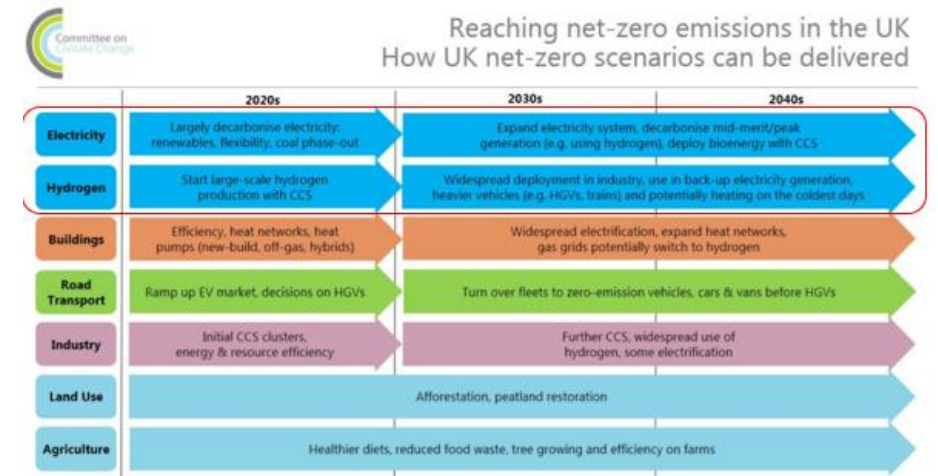 Committee on
Climate Change
Reaching net-zero emissions in the UK
How UK net-zero scenarios can be delivered
2020s
2030s
2040s
Electricity
Largely decarbonise electricity:
renewables, flexibility, coal phase-out
Expand electricity system, decarbonise mid-merit/peak
generation (e.g. using hydrogen), deploy bioenergy with CCS
Hydrogen
Start large-scale hydrogen
production with CCS
Widespread deployment in industry, use in back-up electricity generation,
heavier vehicles (e.g. HGVs, trains) and potentially heating on the coldest days
Buildings
Efficiency, heat networks, heat
pumps (new-build, off-gas, hybrids)
Widespread electrification, expand heat networks,
gas grids potentially switch to hydrogen
Road
Transport
Ramp up EV market, decisions on HGVs
Turn over fleets to zero-emission vehicles, cars & vans before HGVs
Industry
Initial CCS clusters,
energy & resource efficiency
Further CCS, widespread use of
hydrogen, some electrification
Land Use
Afforestation, peatland restoration
Agriculture
Healthier diets, reduced food waste, tree growing and efficiency on farms